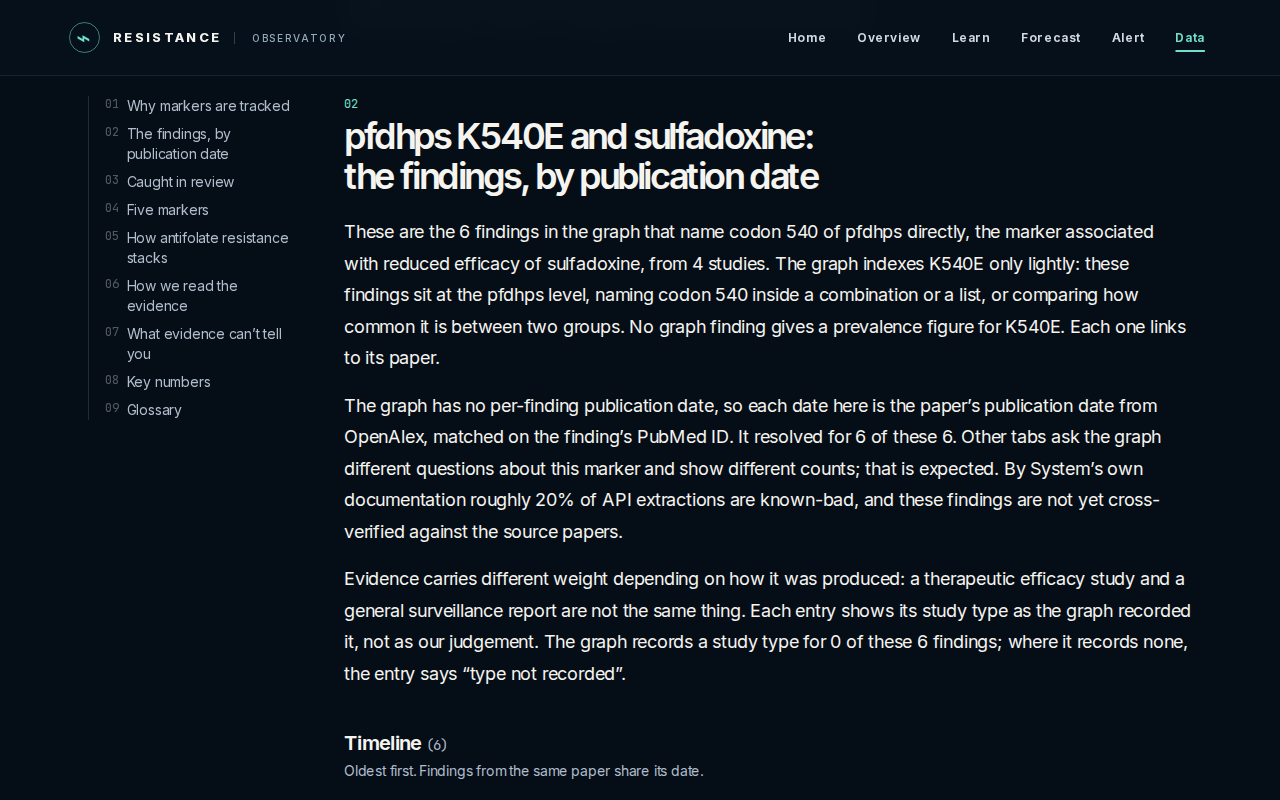 RESISTANCE | OBSERVATORY
Home Overview Learn Forecast Alert Data
01 Why markers are tracked
02 The findings, by
publication date
03 Caught in review
04 Five markers
05 How antifolate resistance
stacks
06 How we read the
evidence
07 What evidence can’t tell
you
08 Key numbers
09 Glossary
02
pfdhps K540E and sulfadoxine:
the findings, by publication date
These are the 6 findings in the graph that name codon 540 of pfdhps directly, the marker associated
with reduced efficacy of sulfadoxine, from 4 studies. The graph indexes K540E only lightly: these
findings sit at the pfdhps level, naming codon 540 inside a combination or a list, or comparing how
common it is between two groups. No graph finding gives a prevalence figure for K540E. Each one links
to its paper.
The graph has no per-finding publication date, so each date here is the paper’s publication date from
OpenAlex, matched on the finding’s PubMed ID. It resolved for 6 of these 6. Other tabs ask the graph
different questions about this marker and show different counts; that is expected. By System’s own
documentation roughly 20% of API extractions are known-bad, and these findings are not yet cross-
verified against the source papers.
Evidence carries different weight depending on how it was produced: a therapeutic efficacy study and a
general surveillance report are not the same thing. Each entry shows its study type as the graph recorded
it, not as our judgement. The graph records a study type for 0 of these 6 findings; where it records none,
the entry says “type not recorded”.
Timeline (6)
Oldest first. Findings from the same paper share its date.